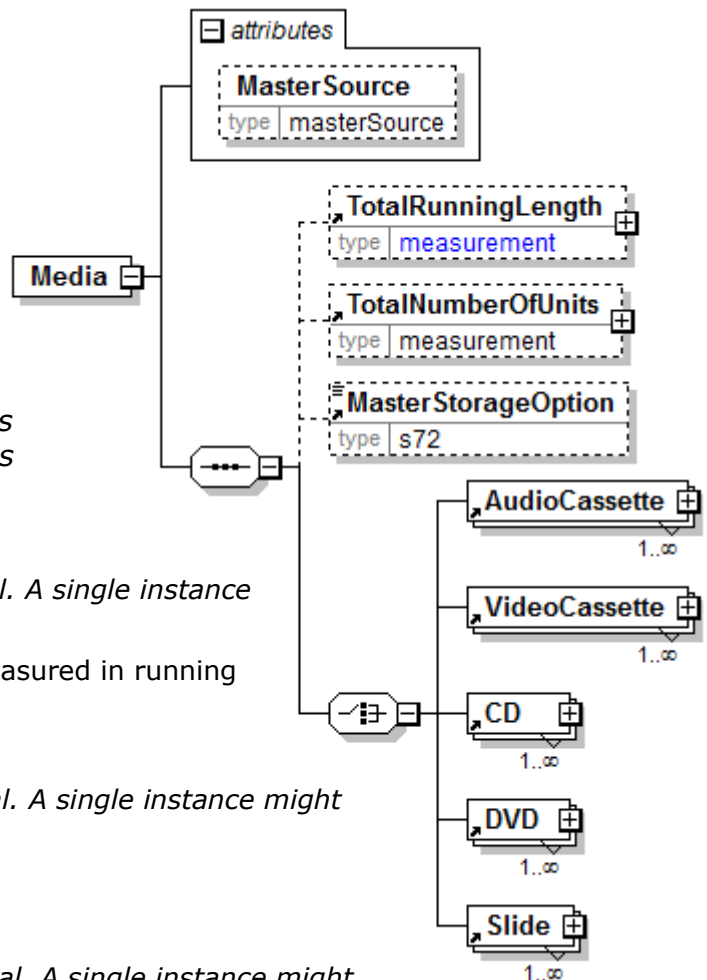 attributes
MasterSource
type masterSource
TotalRunningLength
type measurement
Media
TotalNumberOfUnits
type measurement
MasterStorageOption
type s72
s
s
AudioCassette
1..∞
l. A single instance
VideoCassette
1..∞
asured in running
CD
1..∞
l. A single instance might
DVD
1..∞
Slide
1..∞
al. A single instance might